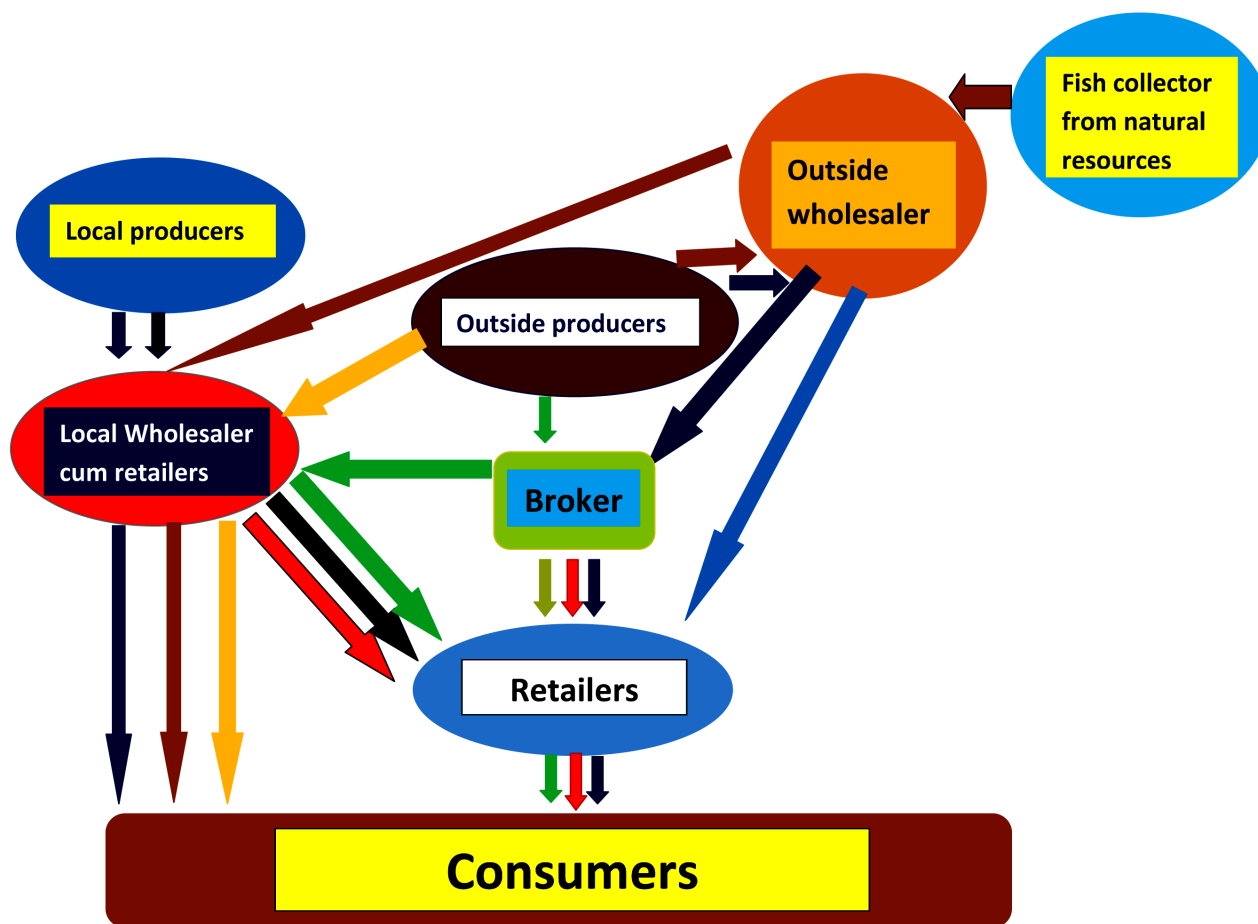 Fish collector
from natural
resources
Outside
wholesaler
Local producers
Outside producers
Local Wholesaler
cum retailers
Broker
Retailers
Consumers